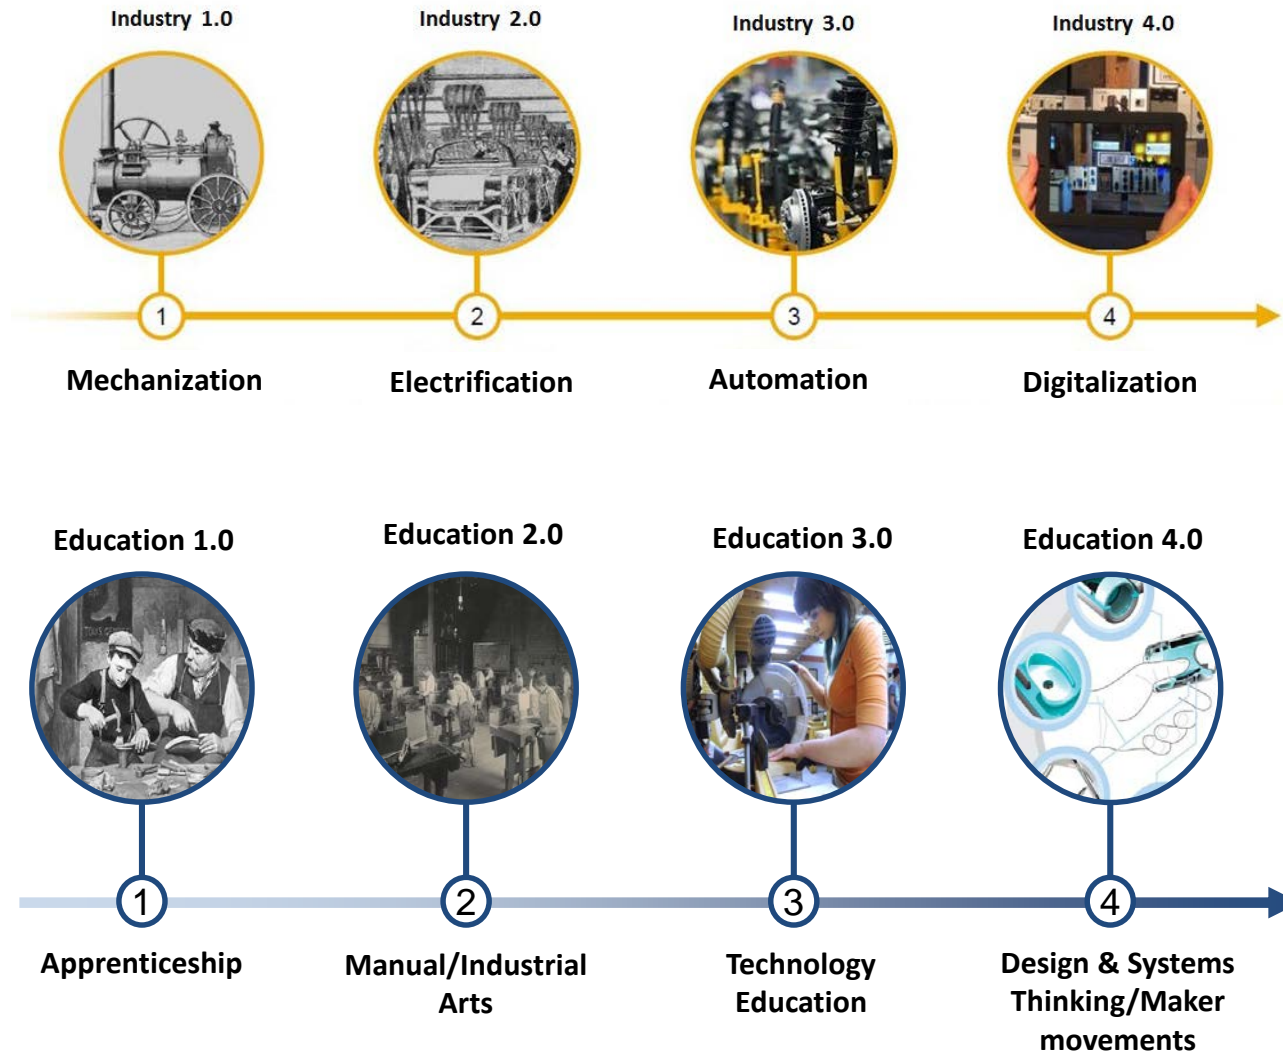 Industry 1.0
Industry 2.0
Industry 3.0
Industry 4.0
1
2
3
4
Mechanization
Electrification
Automation
Digitalization
Education 1.0
Education 2.0
Education 3.0
Education 4.0
1
2
3
4
Apprenticeship
Manual/Industrial
Arts
Technology
Education
Design & Systems
Thinking/Maker
movements